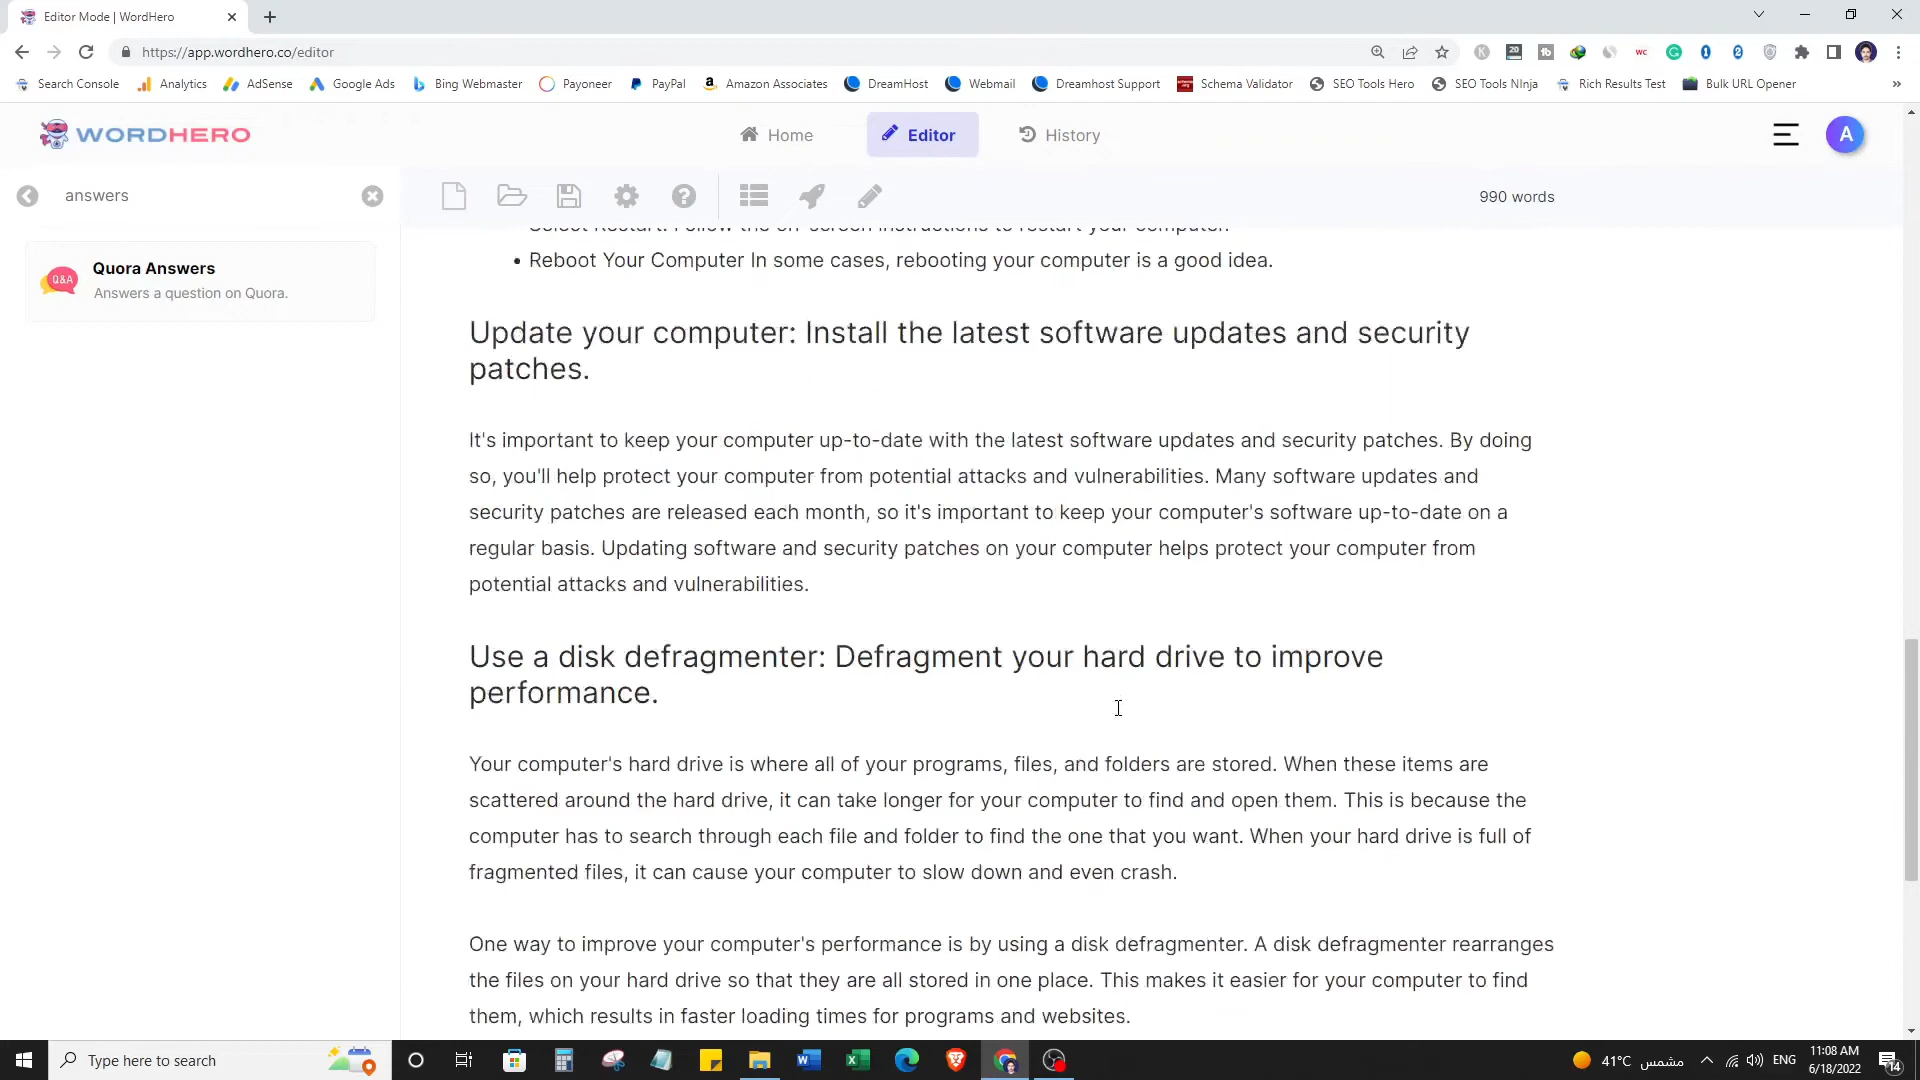 Editor Mode | WordHero
https://app.wordhero.co/editor
Search Console
Analytics
AdSense
Google Ads
Bing Webmaster
Payoneer
PayPal
Amazon Associates
DreamHost
Webmail
Dreamhost Support
Schema Validator
SEO Tools Hero
SEO Tools NInja
Rich Results Test
Bulk URL Opener
WORDHERO
Home
Editor
History
A
answers
990 words
Q&A
Quora Answers
Answers a question on Quora.
Select Restart. Follow the on-screen instructions to restart your computer.
• Reboot Your Computer In some cases, rebooting your computer is a good idea.
Update your computer: Install the latest software updates and security
patches.
It's important to keep your computer up-to-date with the latest software updates and security patches. By doing
so, you'll help protect your computer from potential attacks and vulnerabilities. Many software updates and
security patches are released each month, so it's important to keep your computer's software up-to-date on a
regular basis. Updating software and security patches on your computer helps protect your computer from
potential attacks and vulnerabilities.
Use a disk defragmenter: Defragment your hard drive to improve
performance.
Your computer's hard drive is where all of your programs, files, and folders are stored. When these items are
scattered around the hard drive, it can take longer for your computer to find and open them. This is because the
computer has to search through each file and folder to find the one that you want. When your hard drive is full of
fragmented files, it can cause your computer to slow down and even crash.
One way to improve your computer's performance is by using a disk defragmenter. A disk defragmenter rearranges
the files on your hard drive so that they are all stored in one place. This makes it easier for your computer to find
them, which results in faster loading times for programs and websites.
Type here to search
41°C مشمس
ENG
11:08 AM
6/18/2022
14